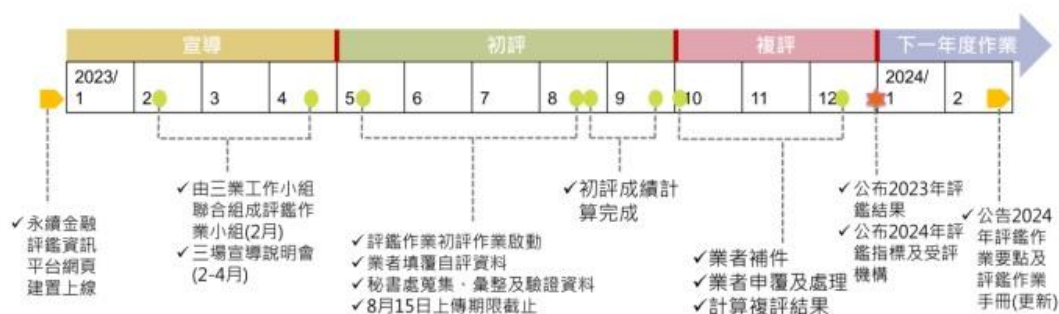 宣導
初評
複評
下一年度作業
2023/
1
2
3
4
5
6
7
8
9
10
11
12
2024/
1
2
✓永續金融
評鑑資訊
平台網頁
建置上線
✓由三業工作小組
聯合組成評鑑作
業小組(2月)
✓三場宣導說明會
(2-4月)
✓評鑑作業初評作業啟動
✓業者填覆自評資料
✓秘書處蒐集、彙整及驗證資料
✓8月15日上傳期限截止
✓初評成績計
算完成
✓業者補件
✓業者申覆及處理
✓計算複評結果
✓公布2023年評
鑑結果
✓公布2024年評
鑑指標及受評
機構
✓公告2024
年評鑑作
業要點及
評鑑作業
手冊(更新)